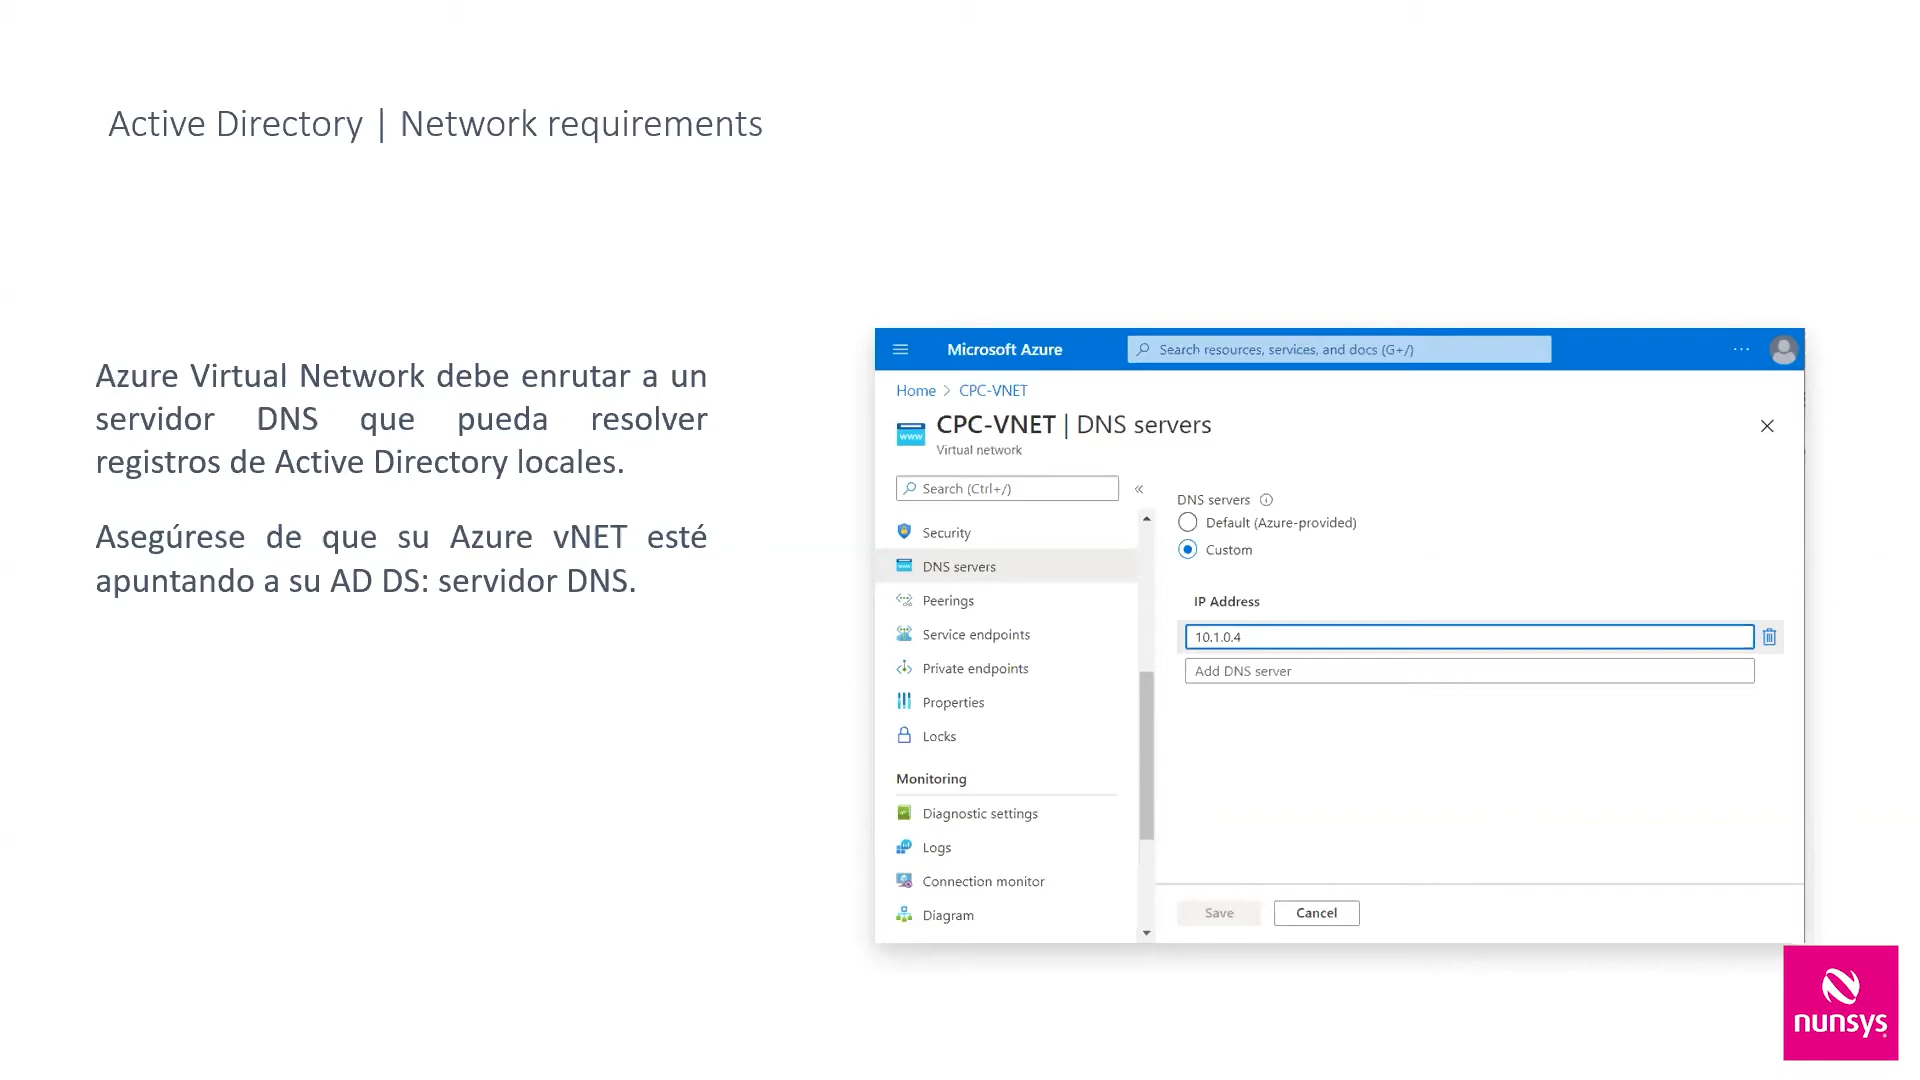 Active Directory | Network requirements
Azure Virtual Network debe enrutar a un
servidor DNS que pueda resolver
registros de Active Directory locales.
Asegúrese de que su Azure vNET esté
apuntando a su AD DS: servidor DNS.
Microsoft Azure
Search resources, services, and docs (G+/)
...
Home > CPC-VNET
www
CPC-VNET | DNS servers
Virtual network
Search (Ctrl+/)
«
Security
DNS servers
Peerings
Service endpoints
Private endpoints
Properties
Locks
Monitoring
Diagnostic settings
Logs
Connection monitor
Diagram
DNS servers
Default (Azure-provided)
Custom
IP Address
10.1.0.4
Add DNS server
Save
Cancel
nunsys